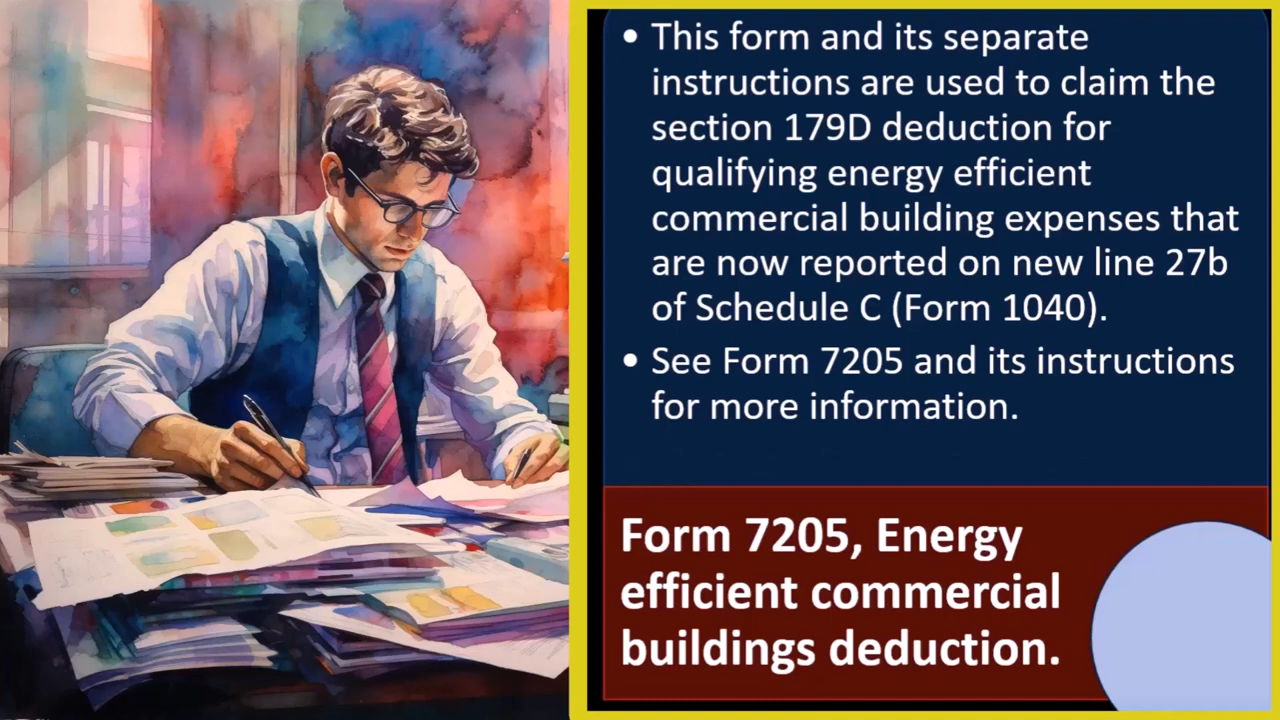 • This form and its separate
instructions are used to claim the
section 179D deduction for
qualifying energy efficient
commercial building expenses that
are now reported on new line 27b
of Schedule C (Form 1040).
• See Form 7205 and its instructions
for more information.
Form 7205, Energy
efficient commercial
buildings deduction.